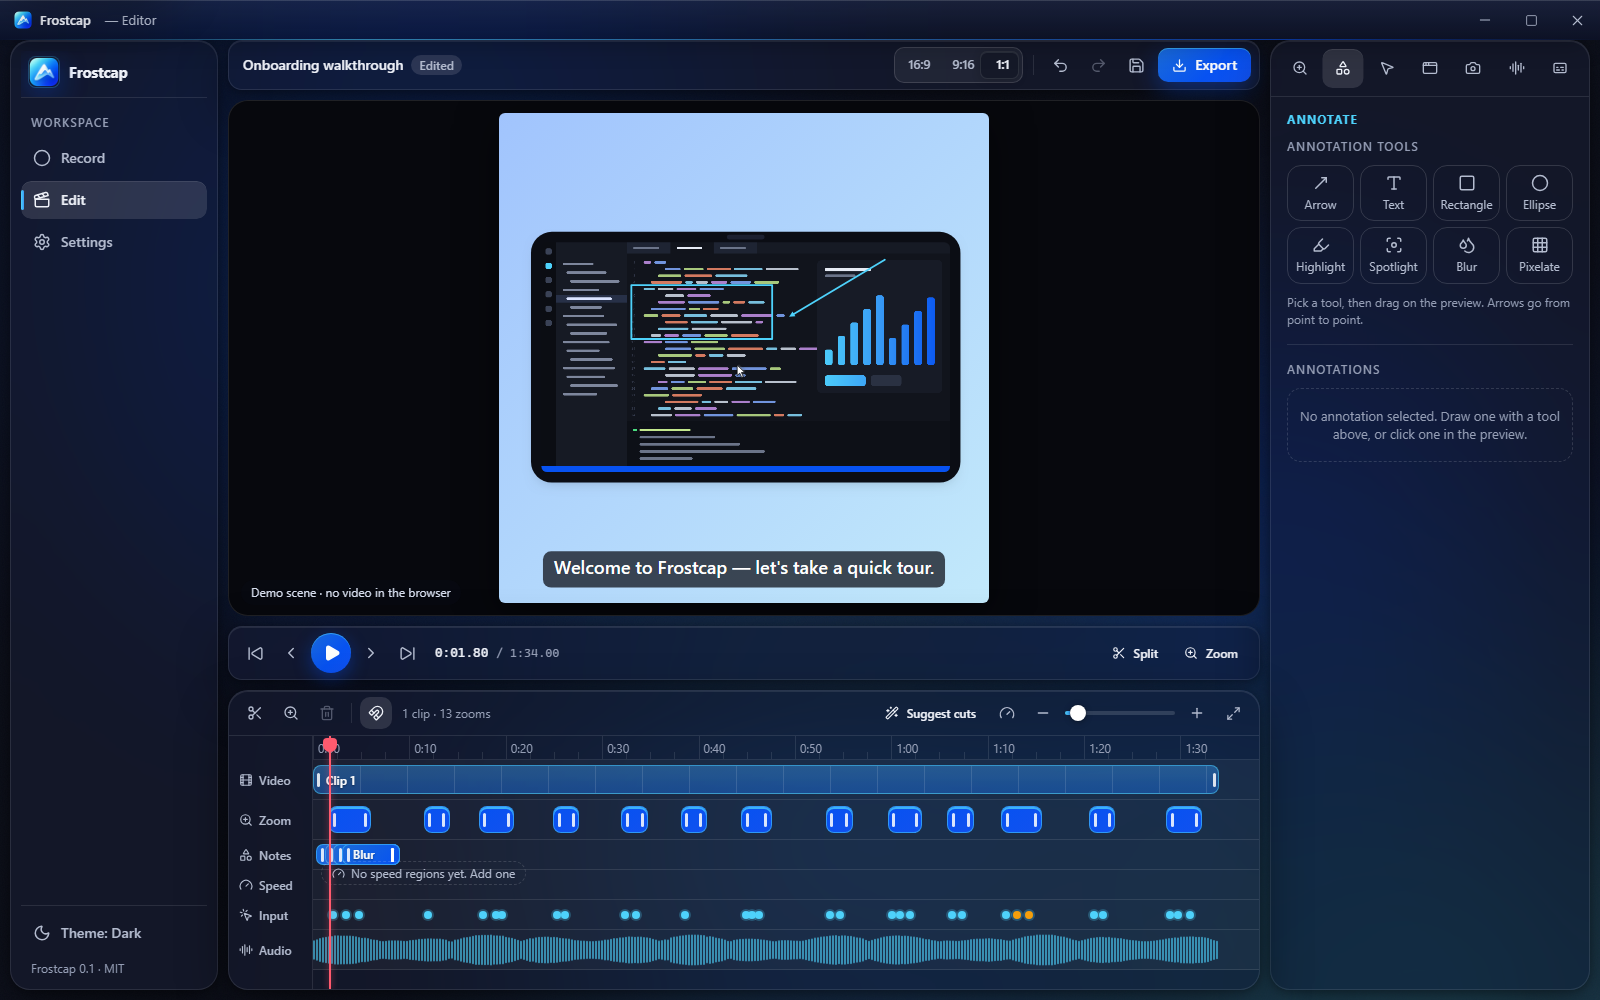 Frostcap — Editor
Frostcap
WORKSPACE
Record
Edit
Settings
Theme: Dark
Frostcap 0.1 · MIT
Onboarding walkthrough Edited
16:9 9:16 1:1
Export
Welcome to Frostcap — let's take a quick tour.
Demo scene · no video in the browser
0:01.80 / 1:34.00
Split Zoom
1 clip · 13 zooms
Suggest cuts
0:10 0:20 0:30 0:40 0:50 1:00 1:10 1:20 1:30
Video Clip 1
Zoom
Notes Blur
No speed regions yet. Add one
Speed
Input
Audio
ANNOTATE
ANNOTATION TOOLS
Arrow Text Rectangle Ellipse
Highlight Spotlight Blur Pixelate
Pick a tool, then drag on the preview. Arrows go from
point to point.
ANNOTATIONS
No annotation selected. Draw one with a tool
above, or click one in the preview.